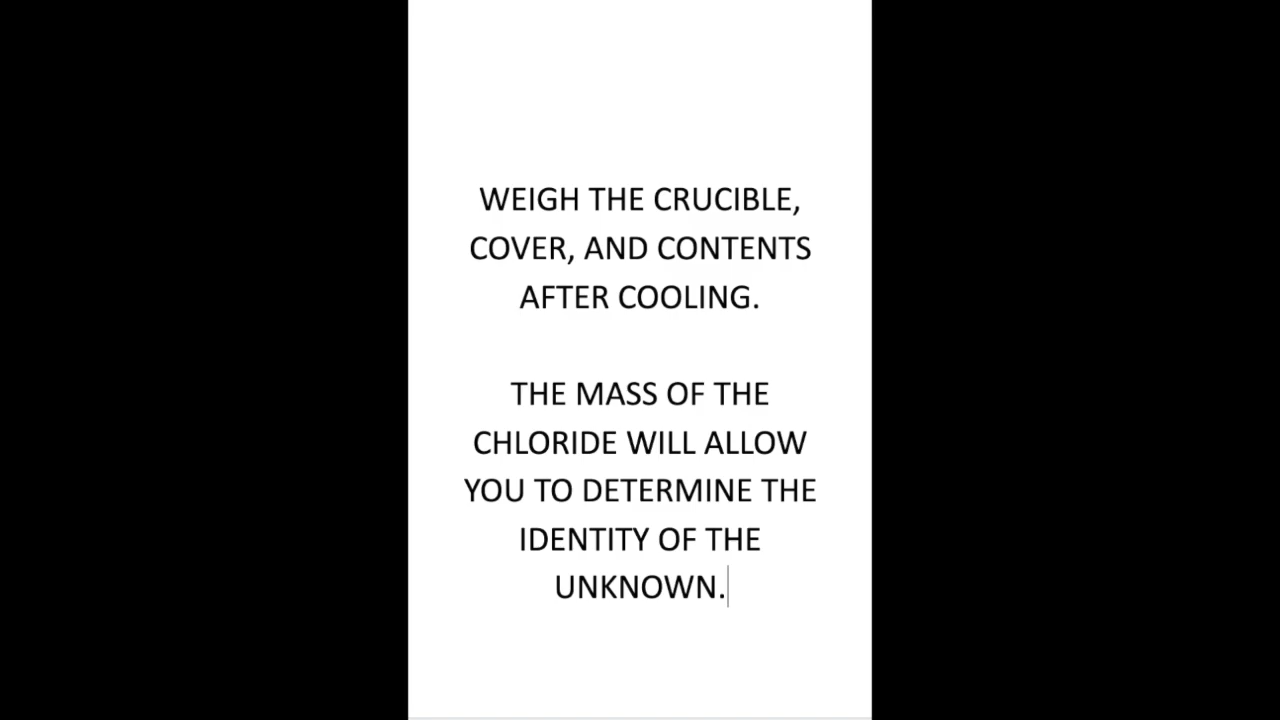 WEIGH THE CRUCIBLE,
COVER, AND CONTENTS
AFTER COOLING.
THE MASS OF THE
CHLORIDE WILL ALLOW
YOU TO DETERMINE THE
IDENTITY OF THE
UNKNOWN.